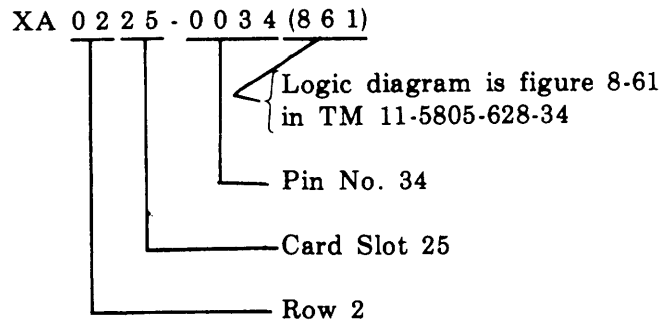 XA 0 2 2 5 - 0 0 3 4 (8 6 1)
Logic diagram is figure 8-61
in TM 11-5805-628-34
Pin No. 34
Card Slot 25
Row 2